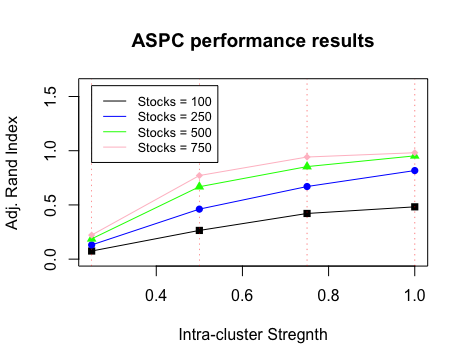 ASPC performance results
Adj. Rand Index
1.5
1.0
0.5
0.0
Stocks = 100
Stocks = 250
Stocks = 500
Stocks = 750
0.4
0.6
0.8
1.0
Intra-cluster Stregnth